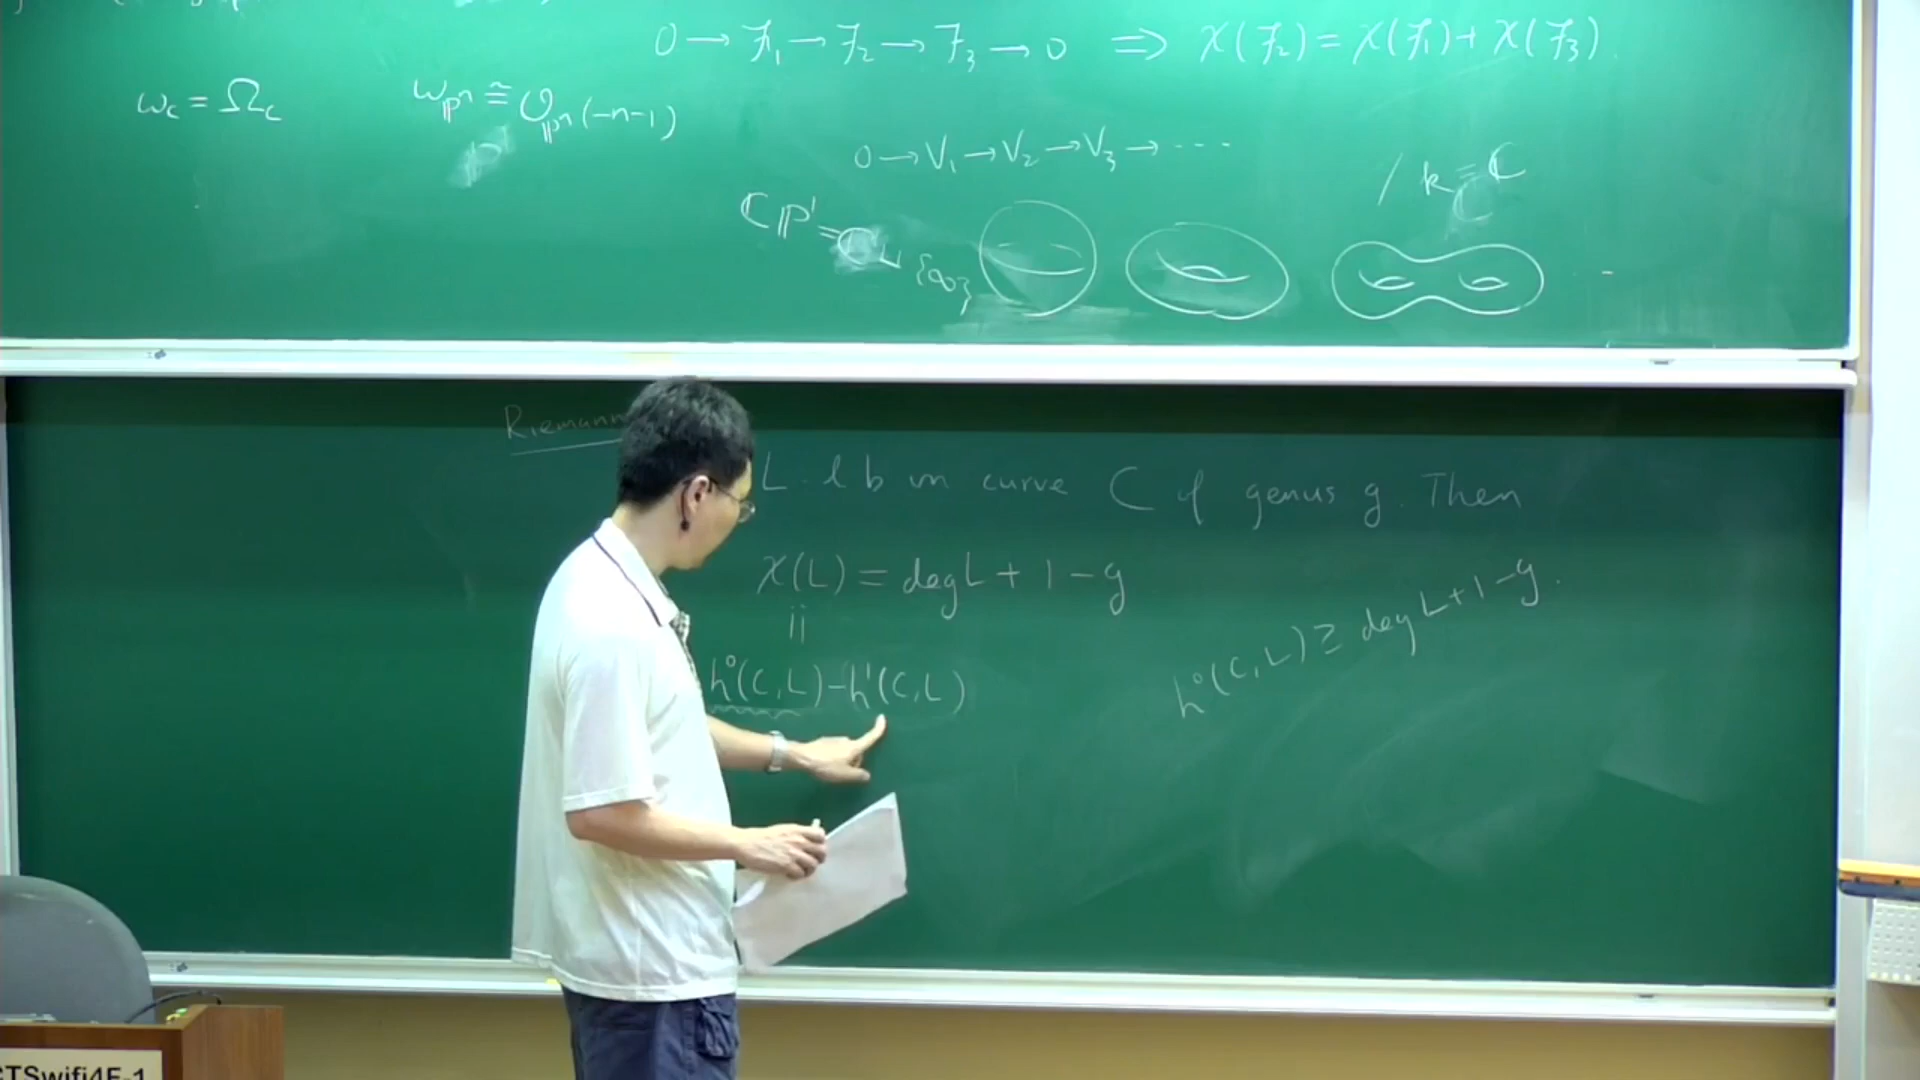 0 → ℱ₁ → ℱ₂ → ℱ₃ → 0 ⇒ χ(ℱ₂) = χ(ℱ₁) + χ(ℱ₃).
ω_C = Ω_C
ω_ℙⁿ ≅ 𝒪_ℙⁿ(-n-1)
0 → V₁ → V₂ → V₃ → ⋯
/ k = ℂ
ℂℙ¹ = ℂ ⊔ {∞}
Riemann
L l b on curve C of genus g. Then
χ(L) = deg L + 1 - g
h⁰(C, L) - h¹(C, L)
h⁰(C, L) ≥ deg L + 1 - g.
CTSwifi4F-1